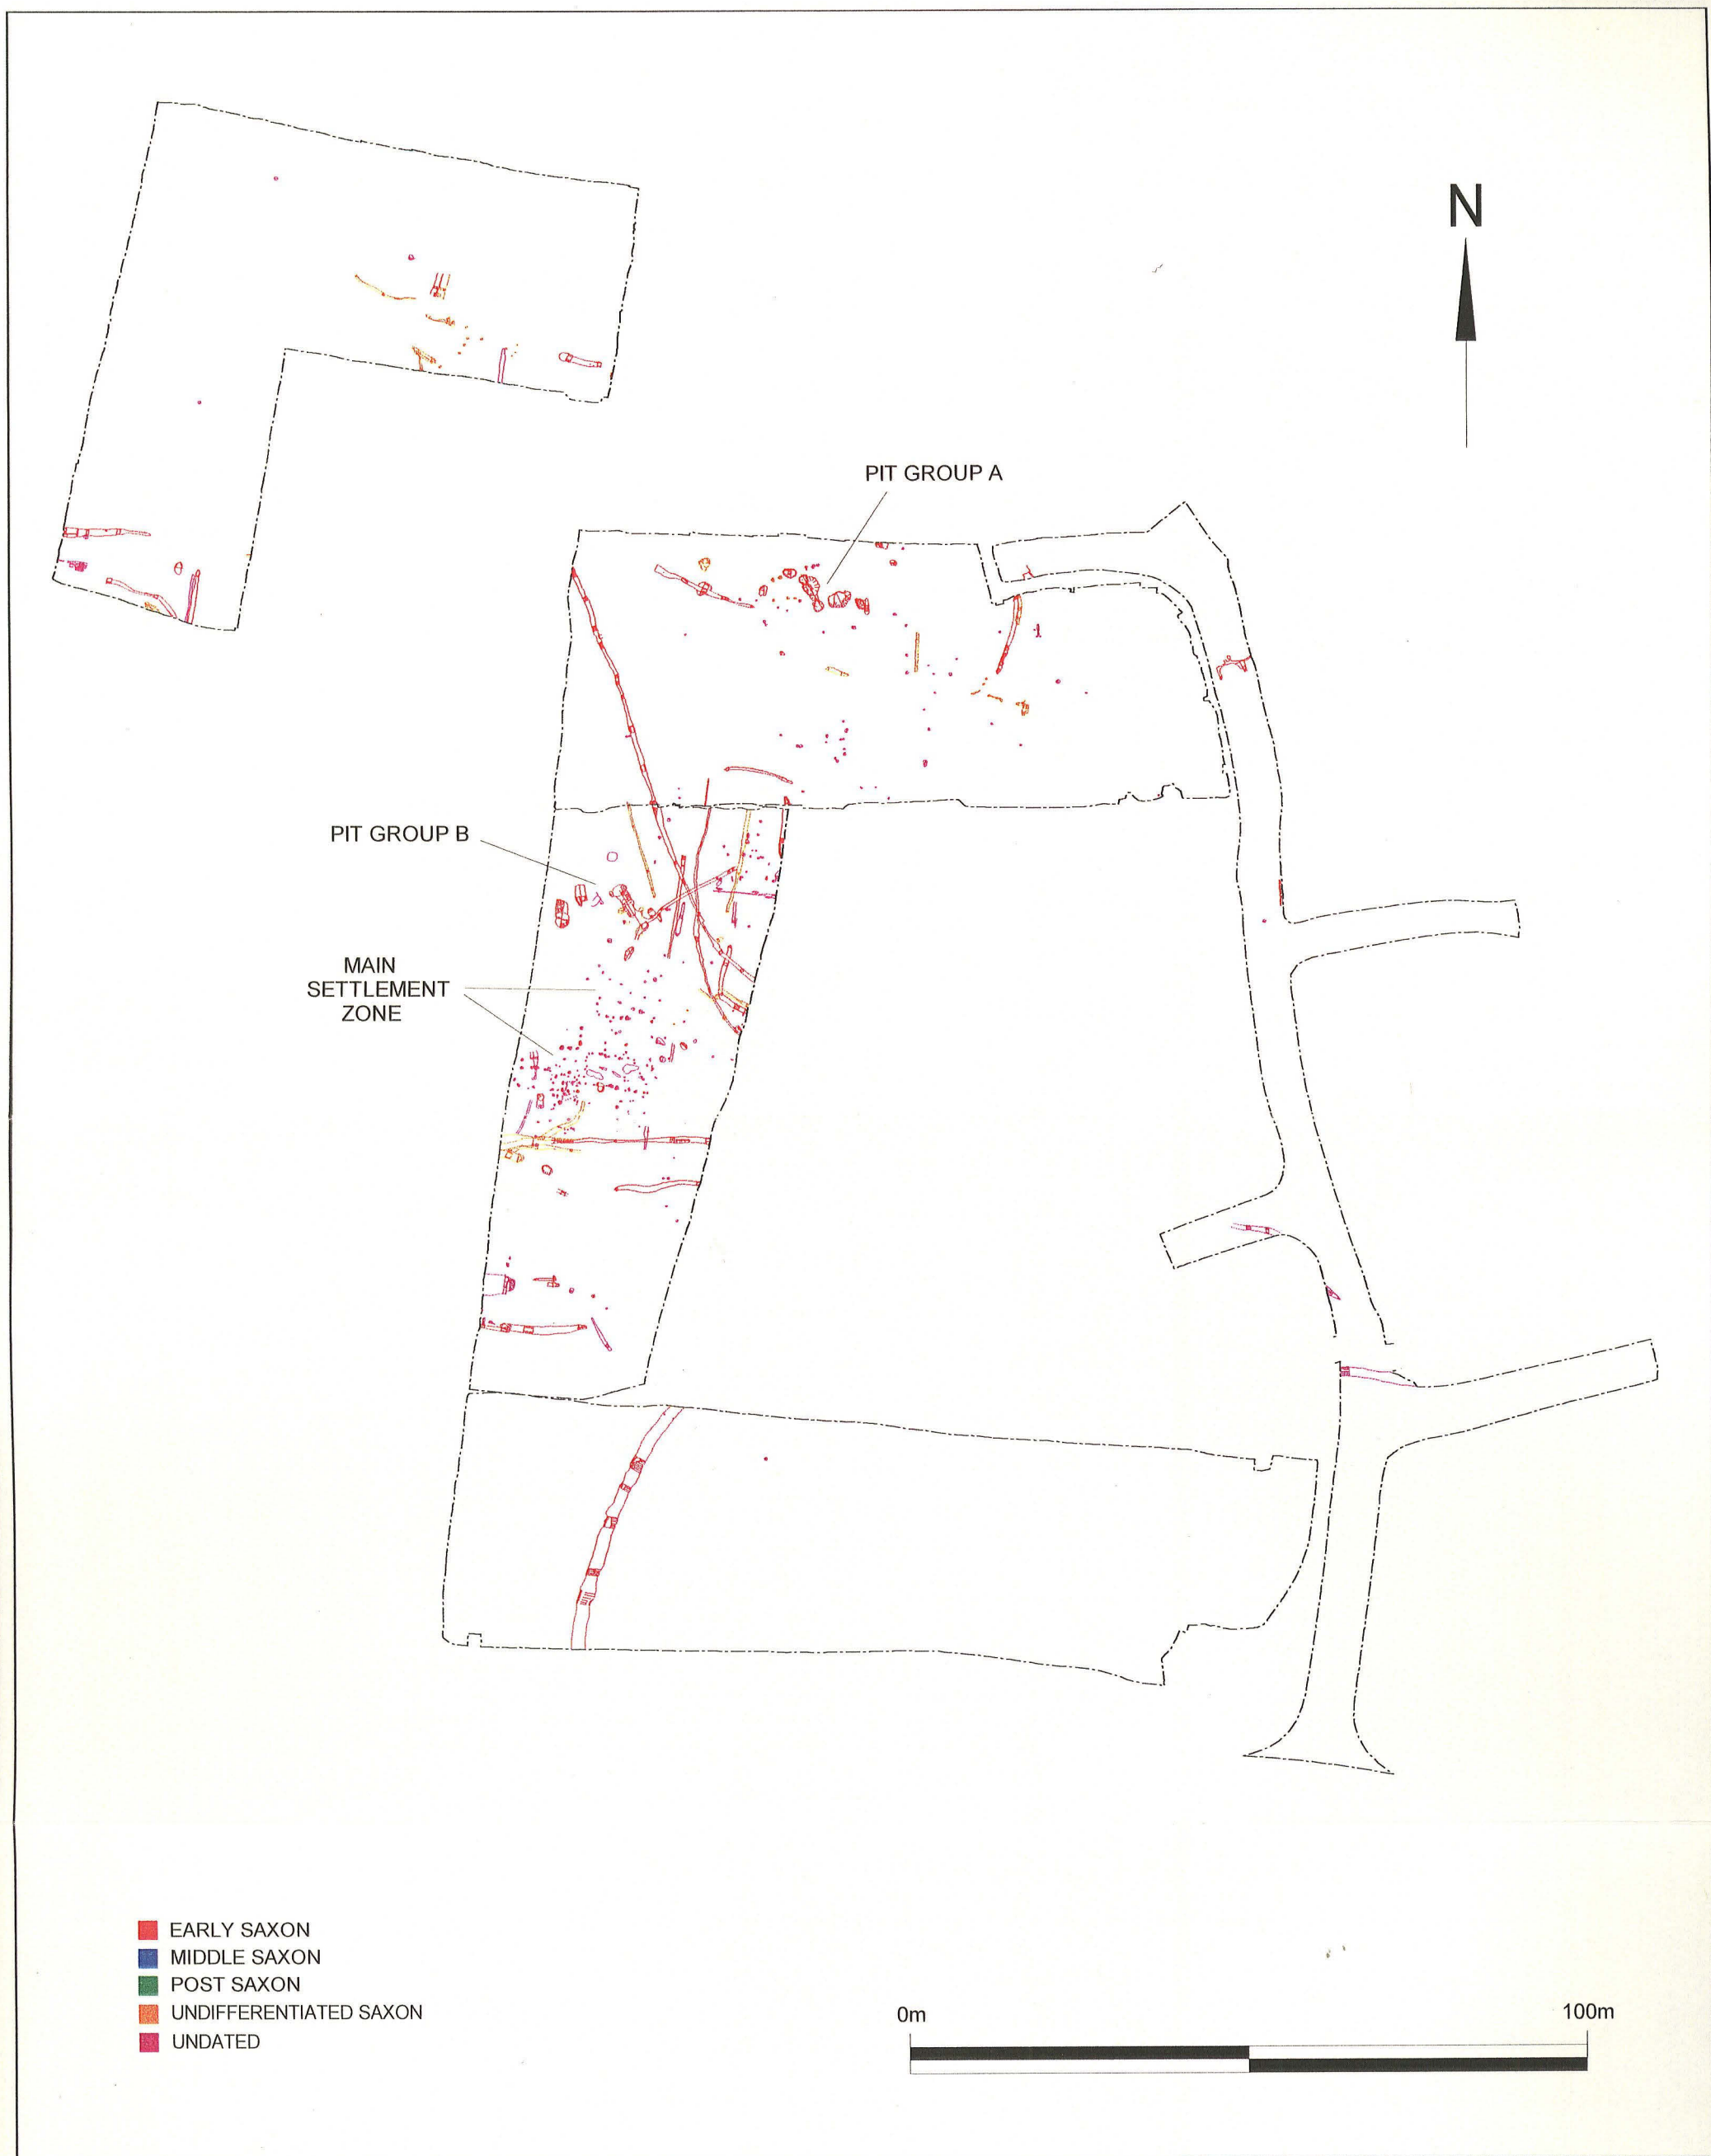 N
PIT GROUP A
PIT GROUP B
MAIN
SETTLEMENT
ZONE
EARLY SAXON
MIDDLE SAXON
POST SAXON
UNDIFFERENTIATED SAXON
UNDATED
0m
100m